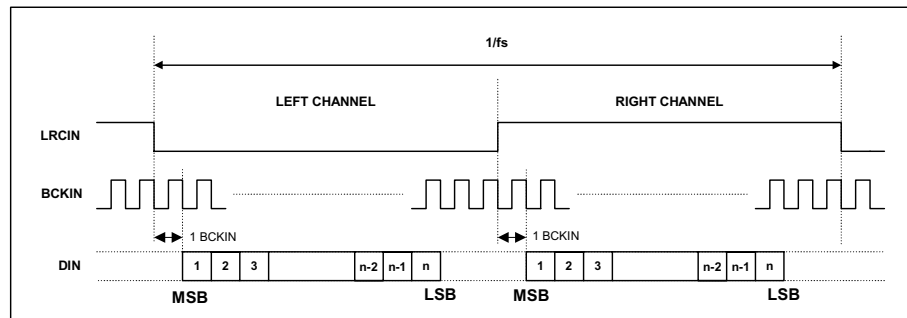 1/fs
LEFT CHANNEL RIGHT CHANNEL
LRCIN
BCKIN
1 BCKIN 1 BCKIN
DIN 1 2 3 n-2 n-1 n 1 2 3 n-2 n-1 n
MSB LSB MSB LSB